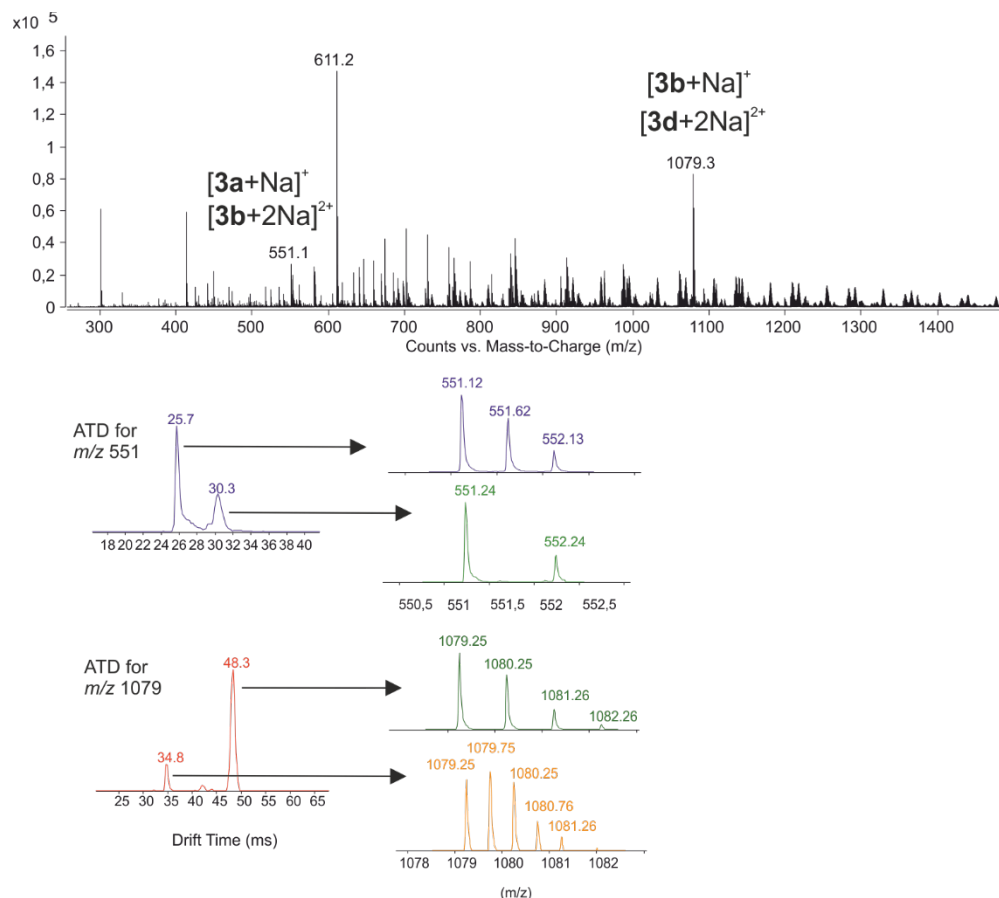 x10 5
1,6
1,4
1,2
1
0,8
0,6
0,4
0,2
0
611.2
[3b+Na]+
[3d+2Na]2+
1079.3
[3a+Na]+
[3b+2Na]2+
551.1
300 400 500 600 700 800 900 1000 1100 1200 1300 1400
Counts vs. Mass-to-Charge (m/z)
ATD for
m/z 551
25.7
30.3
18 20 22 24 26 28 30 32 34 36 38 40
551.12
551.62
552.13
551.24
552.24
550,5 551 551,5 552 552,5
ATD for
m/z 1079
48.3
34.8
25 30 35 40 45 50 55 60 65
Drift Time (ms)
1079.25
1080.25
1081.26
1082.26
1079.75
1079.25
1080.25
1080.76
1081.26
1078 1079 1080 1081 1082
(m/z)